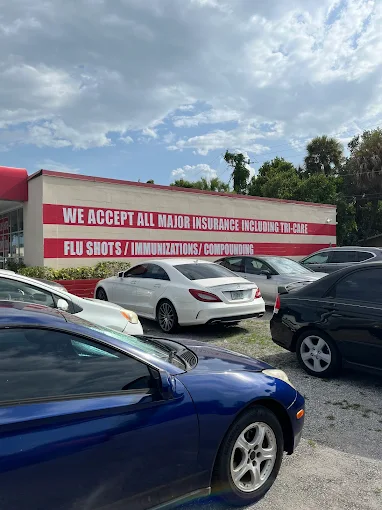 WE ACCEPT ALL MAJOR INSURANCE INCLUDING TRI-CARE
FLU SHOTS / IMMUNIZATIONS / COMPOUNDING